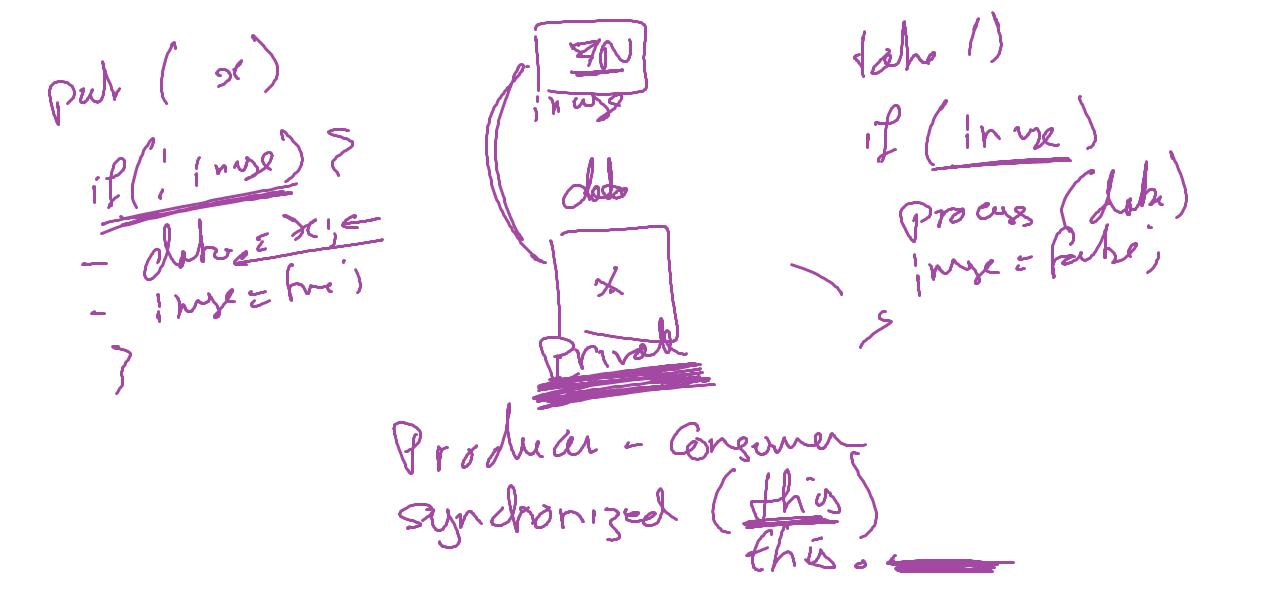 put ( x )
if ( ! inuse ) {
- data = x ;
- inuse = true ;
}
inuse
data
x
Private
take ( )
if ( inuse )
process ( data )
inuse = false ;
}
Producer - Consumer
synchronized ( this )
this .